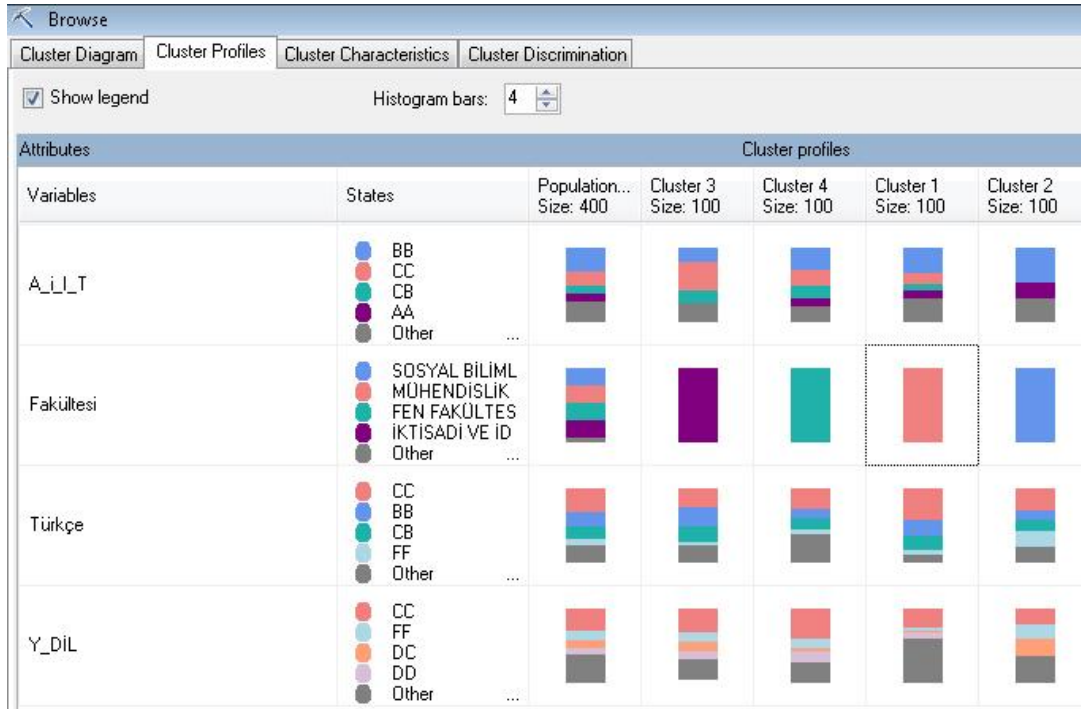 Browse
Cluster Diagram Cluster Profiles Cluster Characteristics Cluster Discrimination
Show legend Histogram bars: 4
Attributes Cluster profiles
Variables States Population... Size: 400 Cluster 3 Size: 100 Cluster 4 Size: 100 Cluster 1 Size: 100 Cluster 2 Size: 100
A_i_I_T
BB
CC
CB
AA
Other ...
Fakültesi
SOSYAL BİLİML
MÜHENDİSLİK
FEN FAKÜLTES
İKTİSADİ VE İD
Other ...
Türkçe
CC
BB
CB
FF
Other ...
Y_DİL
CC
FF
DC
DD
Other ...